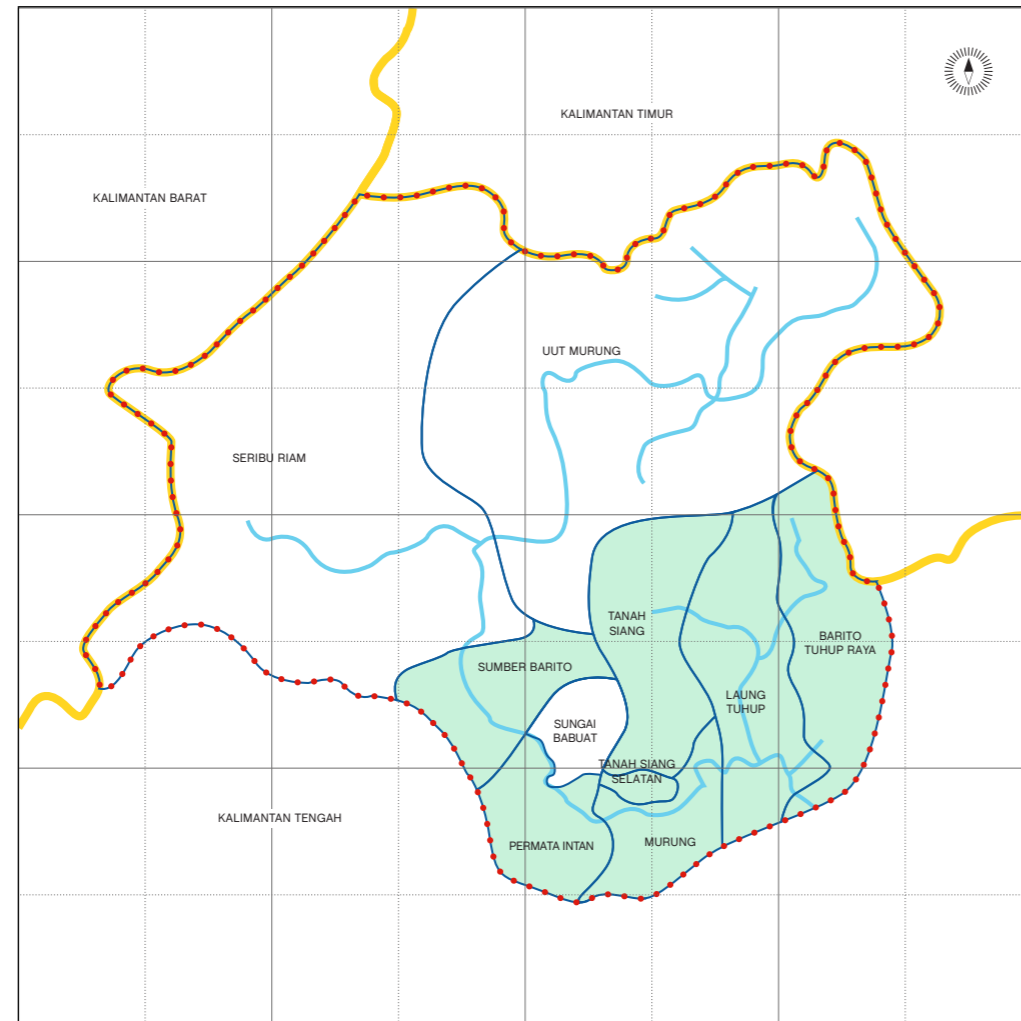 KALIMANTAN TIMUR
KALIMANTAN BARAT
UUT MURUNG
SERIBU RIAM
TANAH
SIANG
BARITO
TUHUP RAYA
SUMBER BARITO
LAUNG
TUHUP
SUNGAI
BABUAT
TANAH SIANG
SELATAN
KALIMANTAN TENGAH
PERMATA INTAN
MURUNG